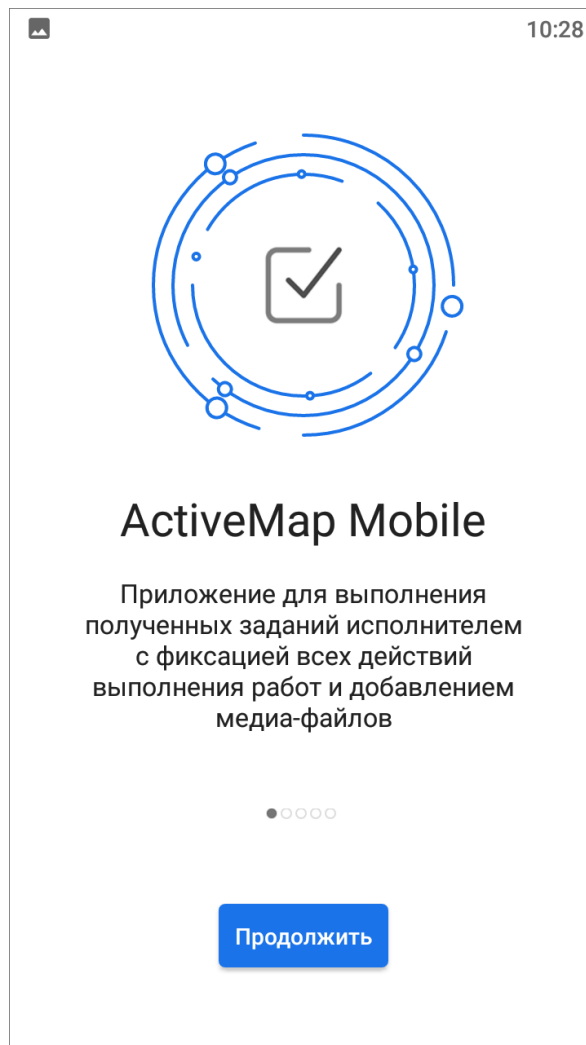 10:28
ActiveMap Mobile
Приложение для выполнения
полученных заданий исполнителем
с фиксацией всех действий
выполнения работ и добавлением
медиа-файлов
Продолжить